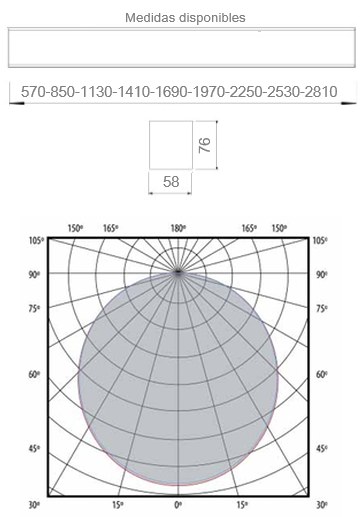 Medidas disponibles
570-850-1130-1410-1690-1970-2250-2530-2810
76
58
150º 165º 180º 165º 150º
105º 105º
90º 90º
75º 75º
60º 60º
45º 45º
30º 15º 0º 15º 30º